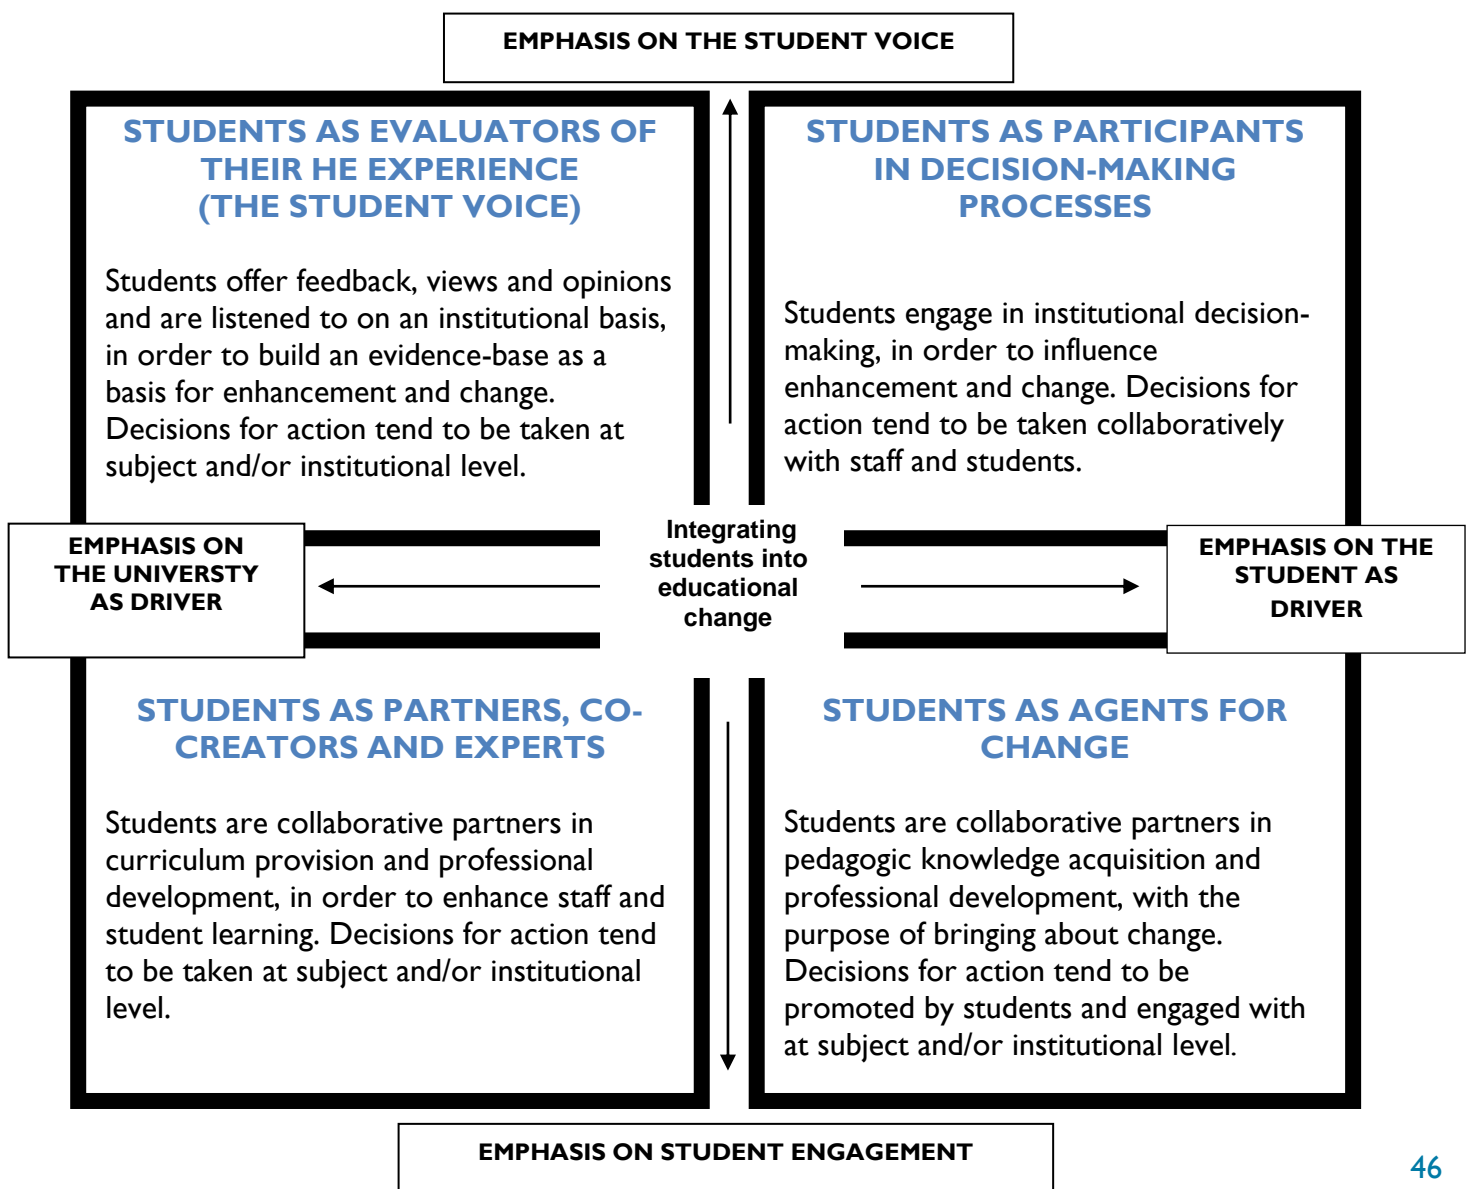 EMPHASIS ON THE STUDENT VOICE
STUDENTS AS EVALUATORS OF
THEIR HE EXPERIENCE
(THE STUDENT VOICE)
Students offer feedback, views and opinions
and are listened to on an institutional basis,
in order to build an evidence-base as a
basis for enhancement and change.
Decisions for action tend to be taken at
subject and/or institutional level.
STUDENTS AS PARTICIPANTS
IN DECISION-MAKING
PROCESSES
Students engage in institutional decision-
making, in order to influence
enhancement and change. Decisions for
action tend to be taken collaboratively
with staff and students.
EMPHASIS ON
THE UNIVERSTY
AS DRIVER
Integrating
students into
educational
change
EMPHASIS ON THE
STUDENT AS
DRIVER
STUDENTS AS PARTNERS, CO-
CREATORS AND EXPERTS
Students are collaborative partners in
curriculum provision and professional
development, in order to enhance staff and
student learning. Decisions for action tend
to be taken at subject and/or institutional
level.
STUDENTS AS AGENTS FOR
CHANGE
Students are collaborative partners in
pedagogic knowledge acquisition and
professional development, with the
purpose of bringing about change.
Decisions for action tend to be
promoted by students and engaged with
at subject and/or institutional level.
EMPHASIS ON STUDENT ENGAGEMENT
46